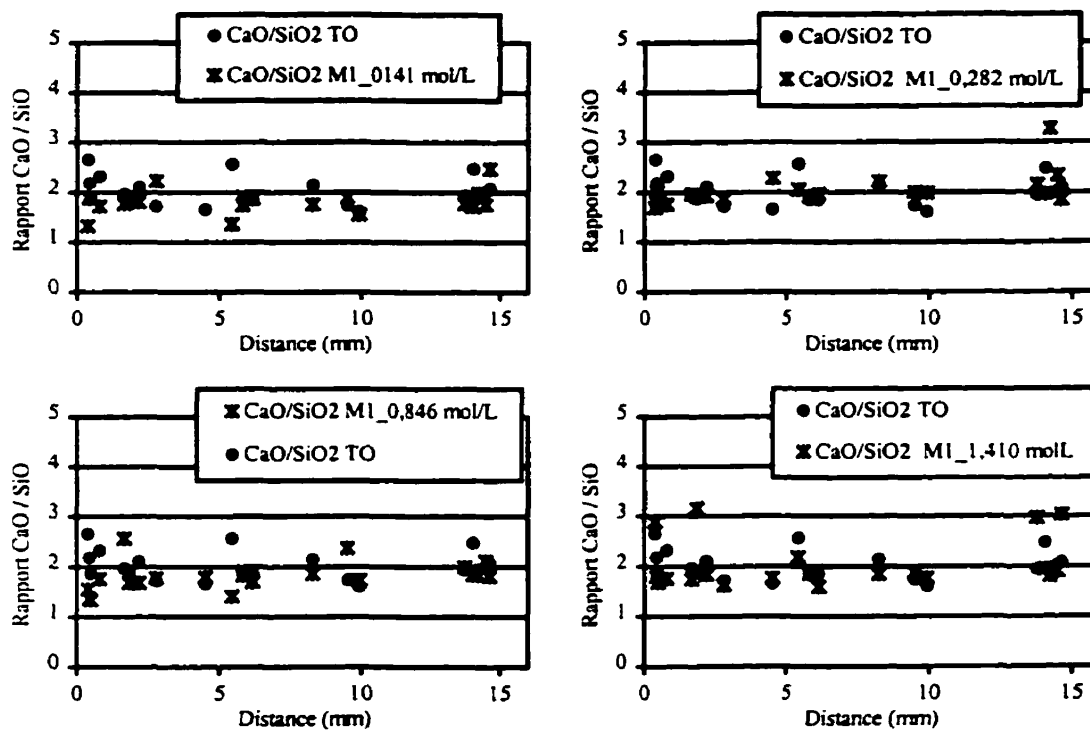 CaO/SiO2 TO
CaO/SiO2 M1_0141 mol/L
Rapport CaO / SiO
5
4
3
2
1
0
0 5 10 15
Distance (mm)
CaO/SiO2 TO
CaO/SiO2 M1_0,282 mol/L
Rapport CaO / SiO
5
4
3
2
1
0
0 5 10 15
Distance (mm)
CaO/SiO2 M1_0,846 mol/L
CaO/SiO2 TO
Rapport CaO / SiO
5
4
3
2
1
0
0 5 10 15
Distance (mm)
CaO/SiO2 TO
CaO/SiO2 M1_1,410 molL
Rapport CaO / SiO
5
4
3
2
1
0
0 5 10 15
Distance (mm)